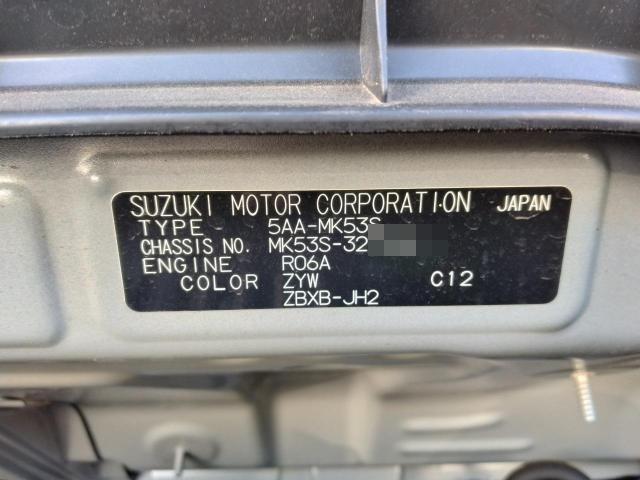 SUZUKI MOTOR CORPORATION JAPAN
TYPE 5AA-MK53S
CHASSIS NO. MK53S-32
ENGINE R06A
COLOR ZYW C12
ZBXB-JH2